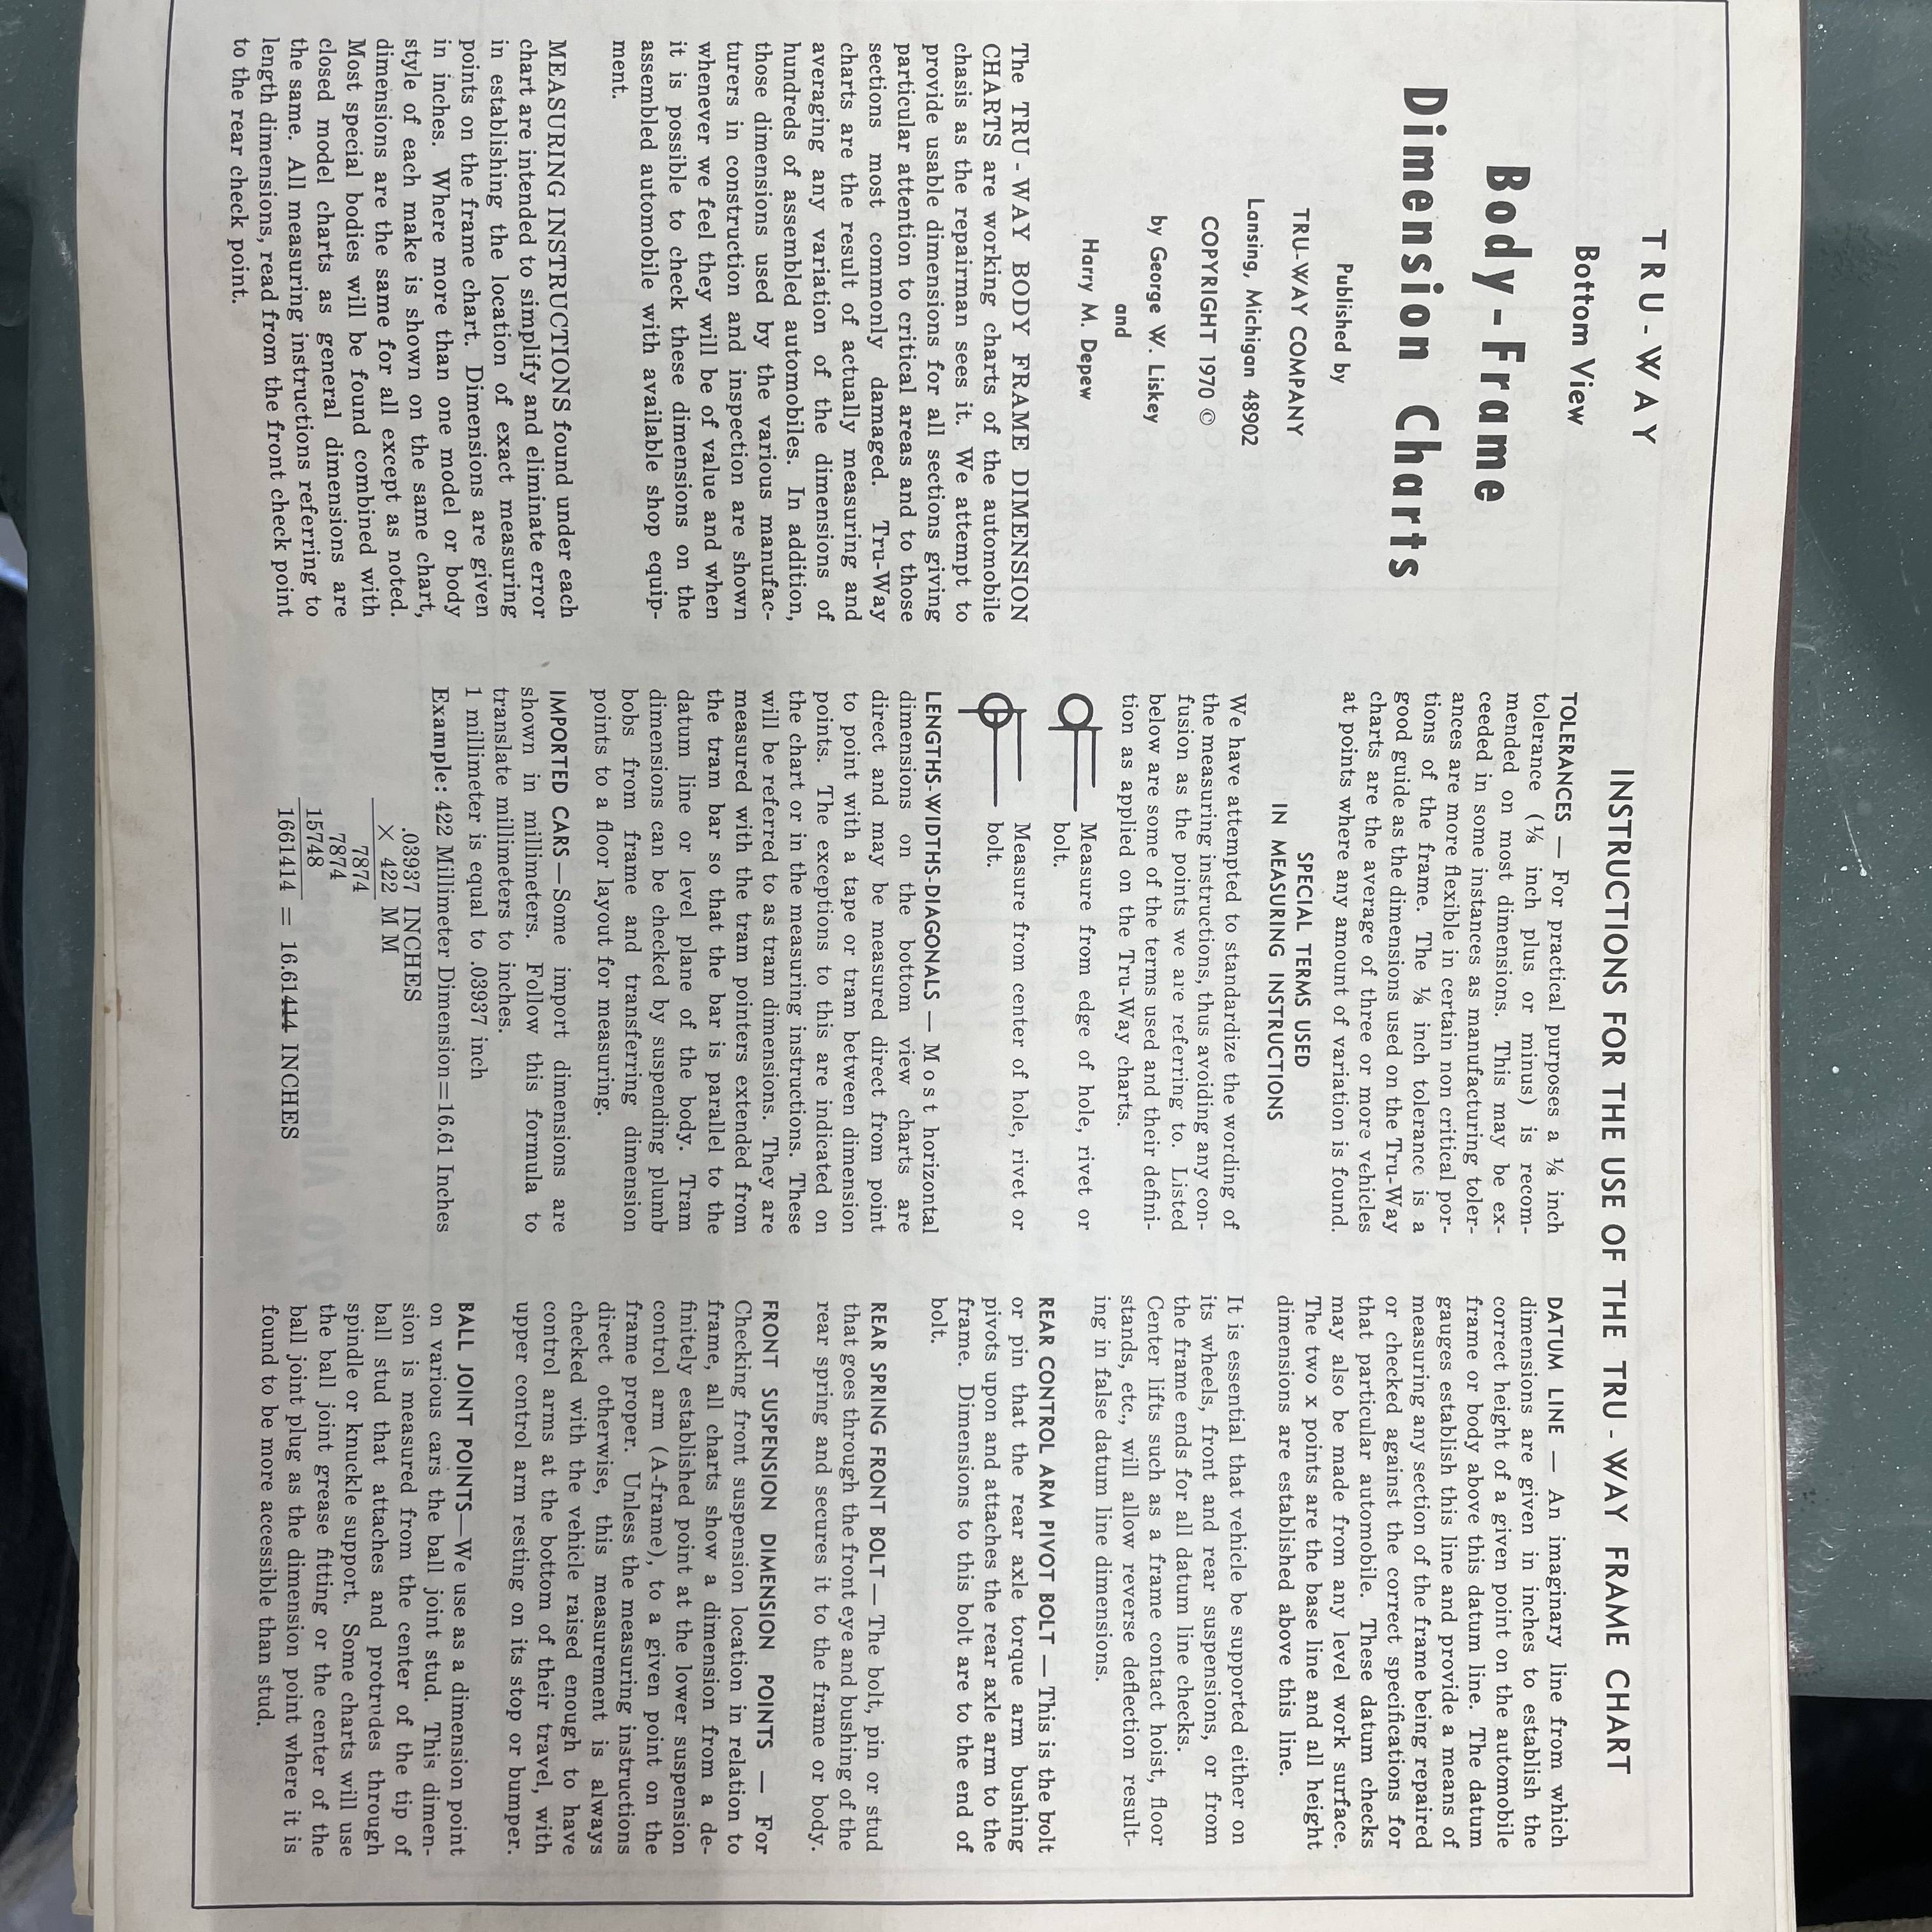 TRU-WAY
Bottom View
Body-Frame
Dimension Charts
Published by
TRU-WAY COMPANY
Lansing, Michigan 48902
COPYRIGHT 1970 ©
by George W. Liskey
and
Harry M. Depew
The TRU-WAY BODY FRAME DIMENSION
CHARTS are working charts of the automobile
chasis as the repairman sees it. We attempt to
provide usable dimensions for all sections giving
particular attention to critical areas and to those
sections most commonly damaged. Tru-Way
charts are the result of actually measuring and
averaging any variation of the dimensions of
hundreds of assembled automobiles. In addition,
those dimensions used by the various manufac-
turers in construction and inspection are shown
whenever we feel they will be of value and when
it is possible to check these dimensions on the
assembled automobile with available shop equip-
ment.
MEASURING INSTRUCTIONS found under each
chart are intended to simplify and eliminate error
in establishing the location of exact measuring
points on the frame chart. Dimensions are given
in inches. Where more than one model or body
style of each make is shown on the same chart,
dimensions are the same for all except as noted.
Most special bodies will be found combined with
closed model charts as general dimensions are
the same. All measuring instructions referring to
length dimensions, read from the front check point
to the rear check point.
INSTRUCTIONS FOR THE USE OF THE TRU-WAY FRAME CHART
TOLERANCES — For practical purposes a ⅛ inch
tolerance (⅛ inch plus or minus) is recom-
mended on most dimensions. This may be ex-
ceeded in some instances as manufacturing toler-
ances are more flexible in certain non critical por-
tions of the frame. The ⅛ inch tolerance is a
good guide as the dimensions used on the Tru-Way
charts are the average of three or more vehicles
at points where any amount of variation is found.
SPECIAL TERMS USED
IN MEASURING INSTRUCTIONS
We have attempted to standardize the wording of
the measuring instructions, thus avoiding any con-
fusion as the points we are referring to. Listed
below are some of the terms used and their defini-
tion as applied on the Tru-Way charts.
Measure from edge of hole, rivet or
bolt.
Measure from center of hole, rivet or
bolt.
LENGTHS-WIDTHS-DIAGONALS — Most horizontal
dimensions on the bottom view charts are
direct and may be measured direct from point
to point with a tape or tram between dimension
points. The exceptions to this are indicated on
the chart or in the measuring instructions. These
will be referred to as tram dimensions. They are
measured with the tram pointers extended from
the tram bar so that the bar is parallel to the
datum line or level plane of the body. Tram
dimensions can be checked by suspending plumb
bobs from frame and transferring dimension
points to a floor layout for measuring.
IMPORTED CARS — Some import dimensions are
shown in millimeters. Follow this formula to
translate millimeters to inches.
1 millimeter is equal to .03937 inch
Example: 422 Millimeter Dimension=16.61 Inches
.03937 INCHES
× 422 M M
7874
7874
15748
1661414 = 16.61414 INCHES
DATUM LINE — An imaginary line from which
dimensions are given in inches to establish the
correct height of a given point on the automobile
frame or body above this datum line. The datum
gauges establish this line and provide a means of
measuring any section of the frame being repaired
or checked against the correct specifications for
that particular automobile. These datum checks
may also be made from any level work surface.
The two x points are the base line and all height
dimensions are established above this line.
It is essential that vehicle be supported either on
its wheels, front and rear suspensions, or from
the frame ends for all datum line checks.
Center lifts such as a frame contact hoist, floor
stands, etc., will allow reverse deflection result-
ing in false datum line dimensions.
REAR CONTROL ARM PIVOT BOLT — This is the bolt
or pin that the rear axle torque arm bushing
pivots upon and attaches the rear axle arm to the
frame. Dimensions to this bolt are to the end of
bolt.
REAR SPRING FRONT BOLT — The bolt, pin or stud
that goes through the front eye and bushing of the
rear spring and secures it to the frame or body.
FRONT SUSPENSION DIMENSION POINTS — For
Checking front suspension location in relation to
frame, all charts show a dimension from a de-
finitely established point at the lower suspension
control arm (A-frame), to a given point on the
frame proper. Unless the measuring instructions
direct otherwise, this measurement is always
checked with the vehicle raised enough to have
control arms at the bottom of their travel, with
upper control arm resting on its stop or bumper.
BALL JOINT POINTS—We use as a dimension point
on various cars the ball joint stud. This dimen-
sion is measured from the center of the tip of
ball stud that attaches and protrudes through
spindle or knuckle support. Some charts will use
the ball joint grease fitting or the center of the
ball joint plug as the dimension point where it is
found to be more accessible than stud.